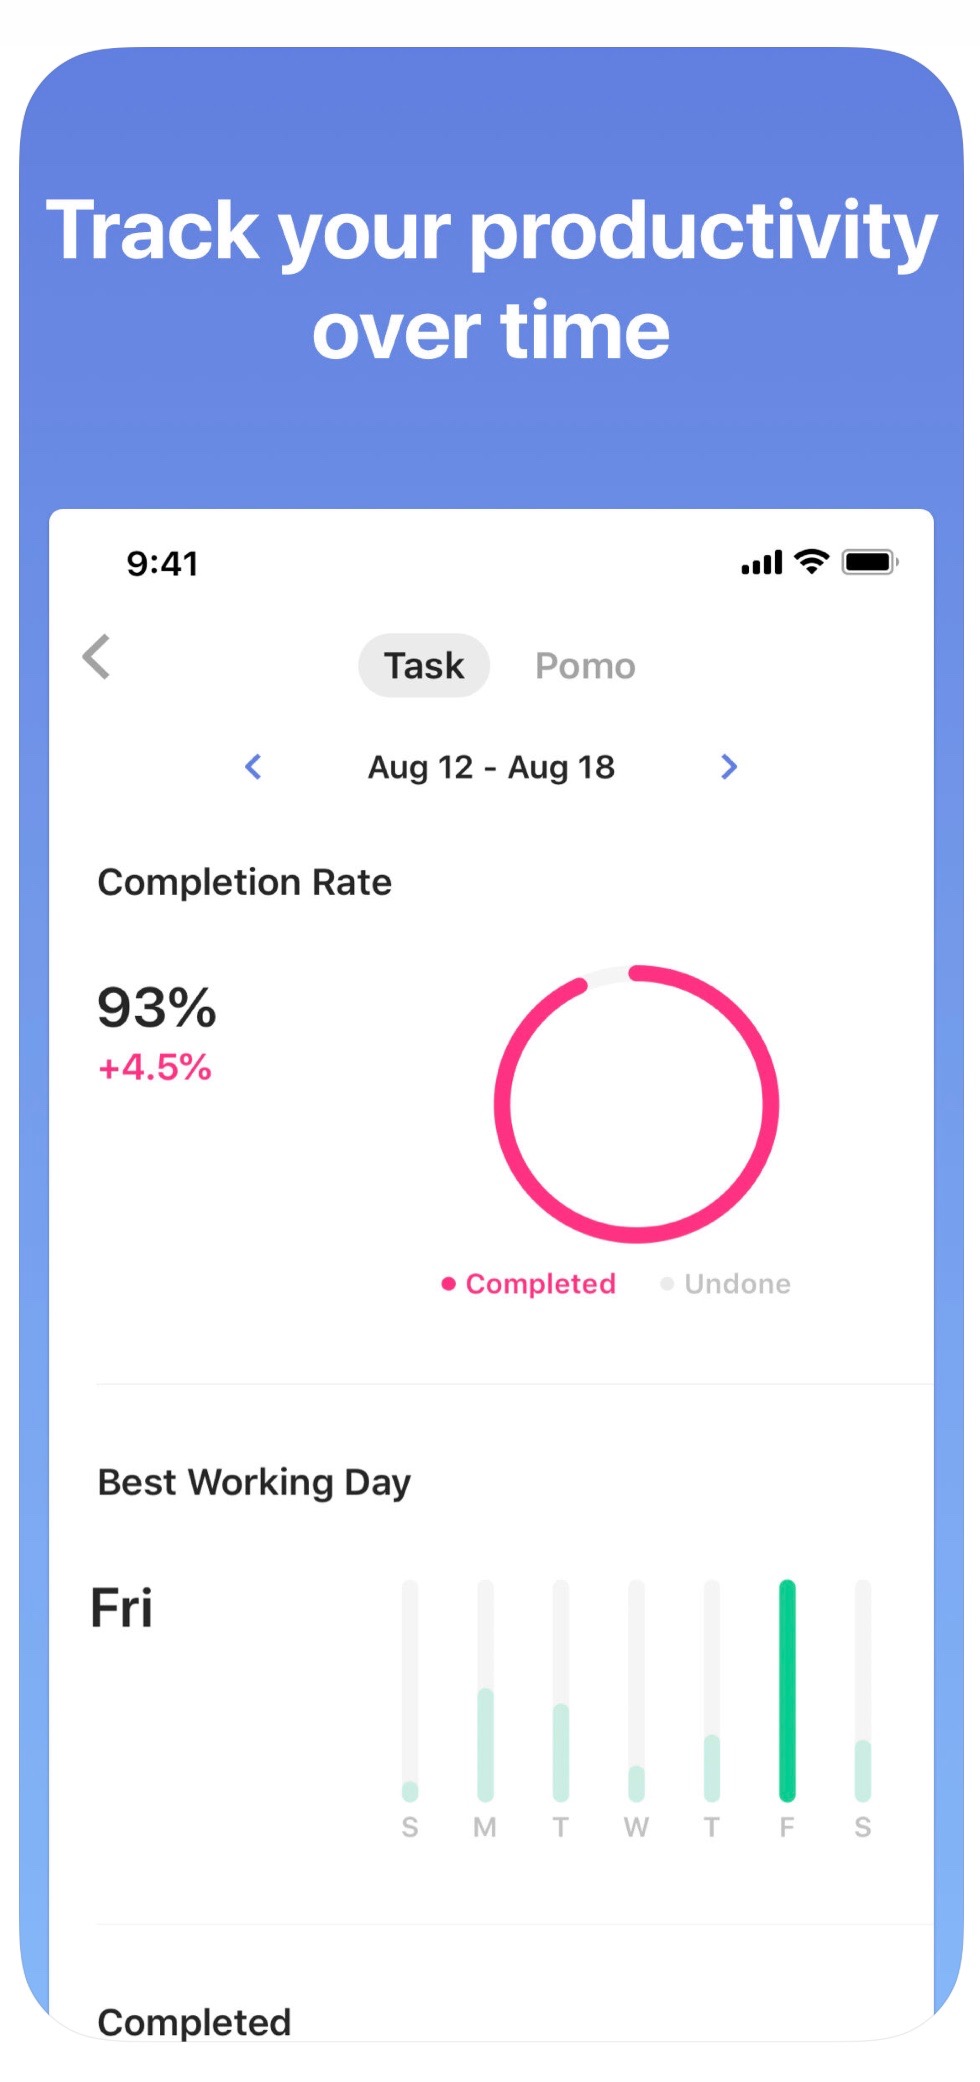 Track your productivity
over time
9:41
Task Pomo
Aug 12 - Aug 18
Completion Rate
93%
+4.5%
Completed Undone
Best Working Day
Fri
S M T W T F S
Completed